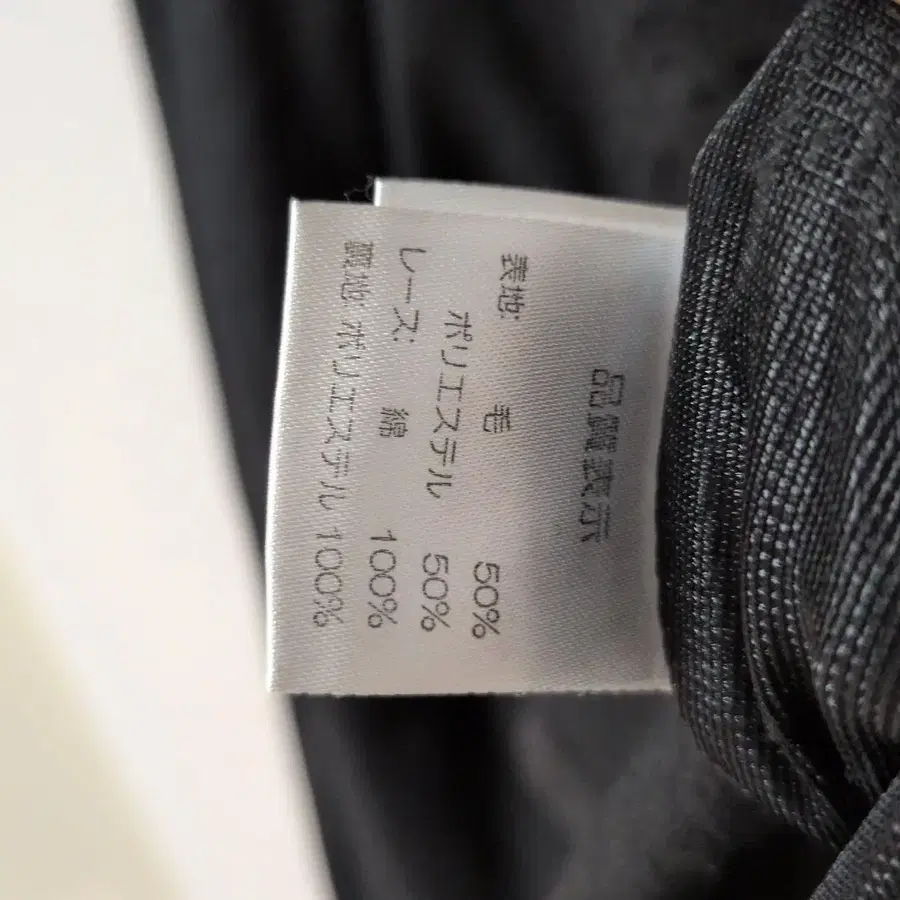 品質表示
表地: 毛 50%
ポリエステル 50%
レース: 綿 100%
裏地 ポリエステル 100%